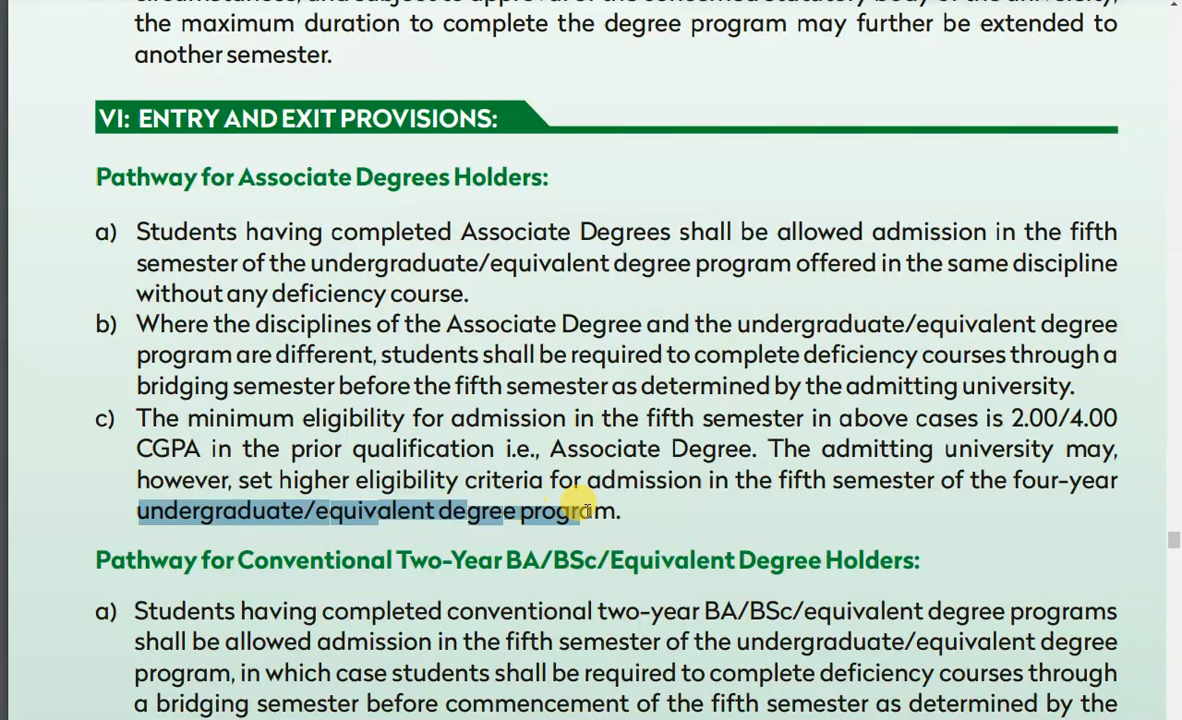 the maximum duration to complete the degree program may further be extended to
another semester.
VI: ENTRY AND EXIT PROVISIONS:
Pathway for Associate Degrees Holders:
a) Students having completed Associate Degrees shall be allowed admission in the fifth
semester of the undergraduate/equivalent degree program offered in the same discipline
without any deficiency course.
b) Where the disciplines of the Associate Degree and the undergraduate/equivalent degree
program are different, students shall be required to complete deficiency courses through a
bridging semester before the fifth semester as determined by the admitting university.
c) The minimum eligibility for admission in the fifth semester in above cases is 2.00/4.00
CGPA in the prior qualification i.e., Associate Degree. The admitting university may,
however, set higher eligibility criteria for admission in the fifth semester of the four-year
undergraduate/equivalent degree program.
Pathway for Conventional Two-Year BA/BSc/Equivalent Degree Holders:
a) Students having completed conventional two-year BA/BSc/equivalent degree programs
shall be allowed admission in the fifth semester of the undergraduate/equivalent degree
program, in which case students shall be required to complete deficiency courses through
a bridging semester before commencement of the fifth semester as determined by the